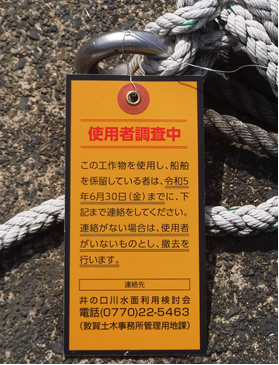 使用者調査中
この工作物を使用し、船舶
を係留している者は、令和5
年6月30日(金)までに、下
記まで連絡をしてください。
連絡がない場合は、使用者
がいないものとし、撤去を
行います。
連絡先
井の口川水面利用検討会
電話(0770)22-5463
(敦賀土木事務所管理用地課)